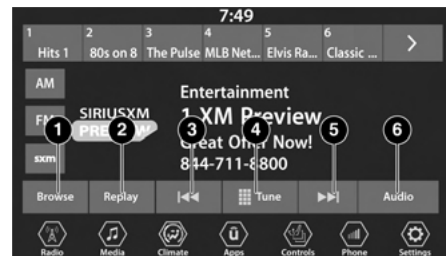 7:49
1 2 3 4 5 6
Hits 1 80s on 8 The Pulse MLB Net... Elvis Ra... Classic ...
AM
Entertainment
FM SIRIUSXM 1 XM Preview
PREVIEW Great Offer Now!
sxm 844-711-8800
1 2 3 4 5 6
Browse Replay Tune Audio
Radio Media Climate Apps Controls Phone Settings